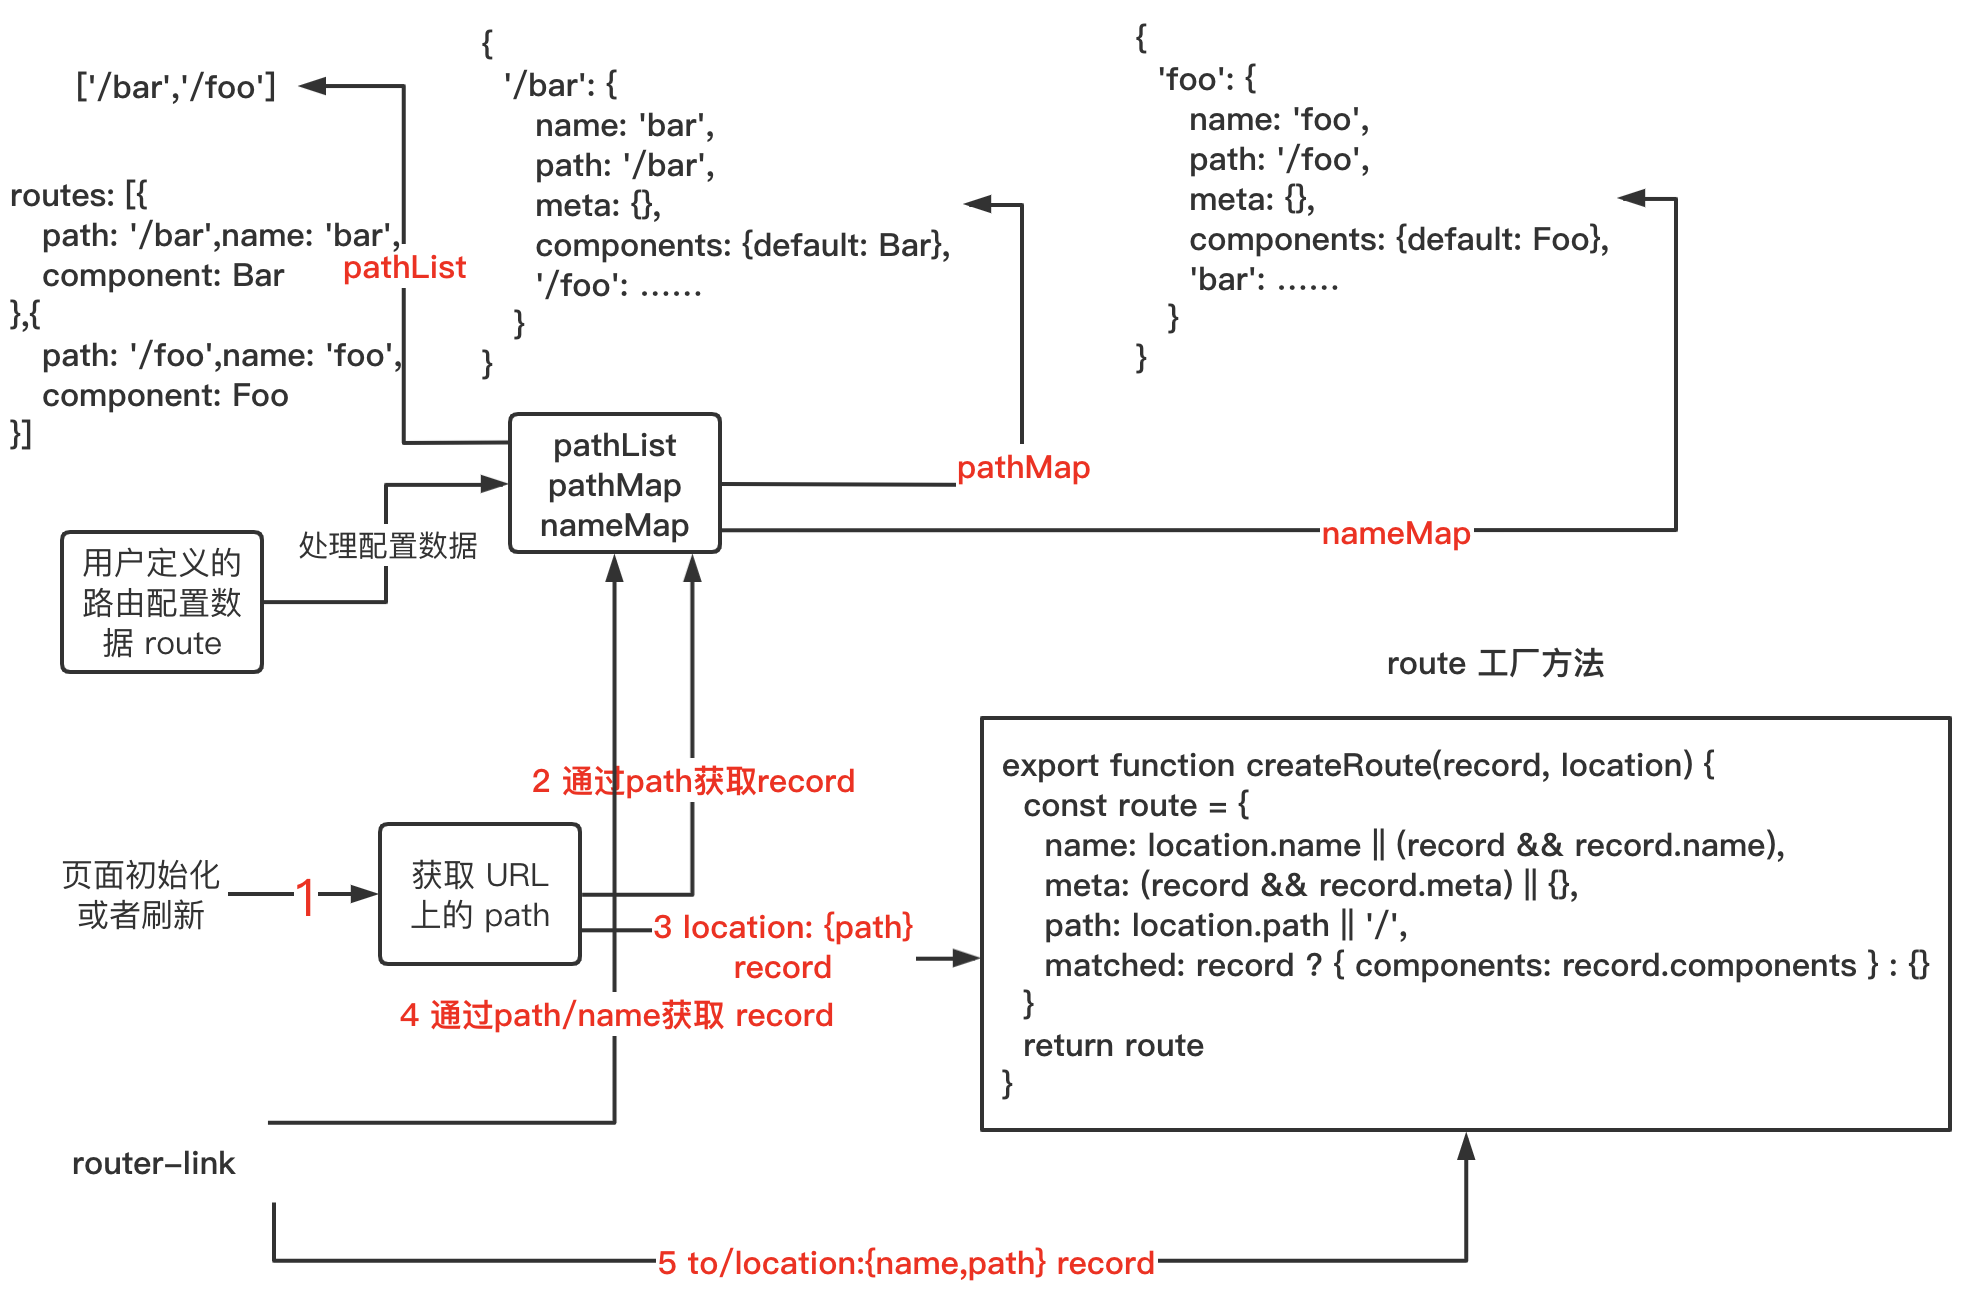 ['/bar','/foo']
routes: [{
path: '/bar',name: 'bar',
component: Bar
},{
path: '/foo',name: 'foo',
component: Foo
}]
pathList
{
'/bar': {
name: 'bar',
path: '/bar',
meta: {},
components: {default: Bar},
'/foo': ......
}
}
{
'foo': {
name: 'foo',
path: '/foo',
meta: {},
components: {default: Foo},
'bar': ......
}
}
pathList
pathMap
nameMap
pathMap
nameMap
处理配置数据
用户定义的
路由配置数
据 route
route 工厂方法
export function createRoute(record, location) {
const route = {
name: location.name || (record && record.name),
meta: (record && record.meta) || {},
path: location.path || '/',
matched: record ? { components: record.components } : {}
}
return route
}
2 通过path获取record
页面初始化
或者刷新
1
获取 URL
上的 path
3 location: {path}
record
4 通过path/name获取 record
router-link
5 to/location:{name,path} record